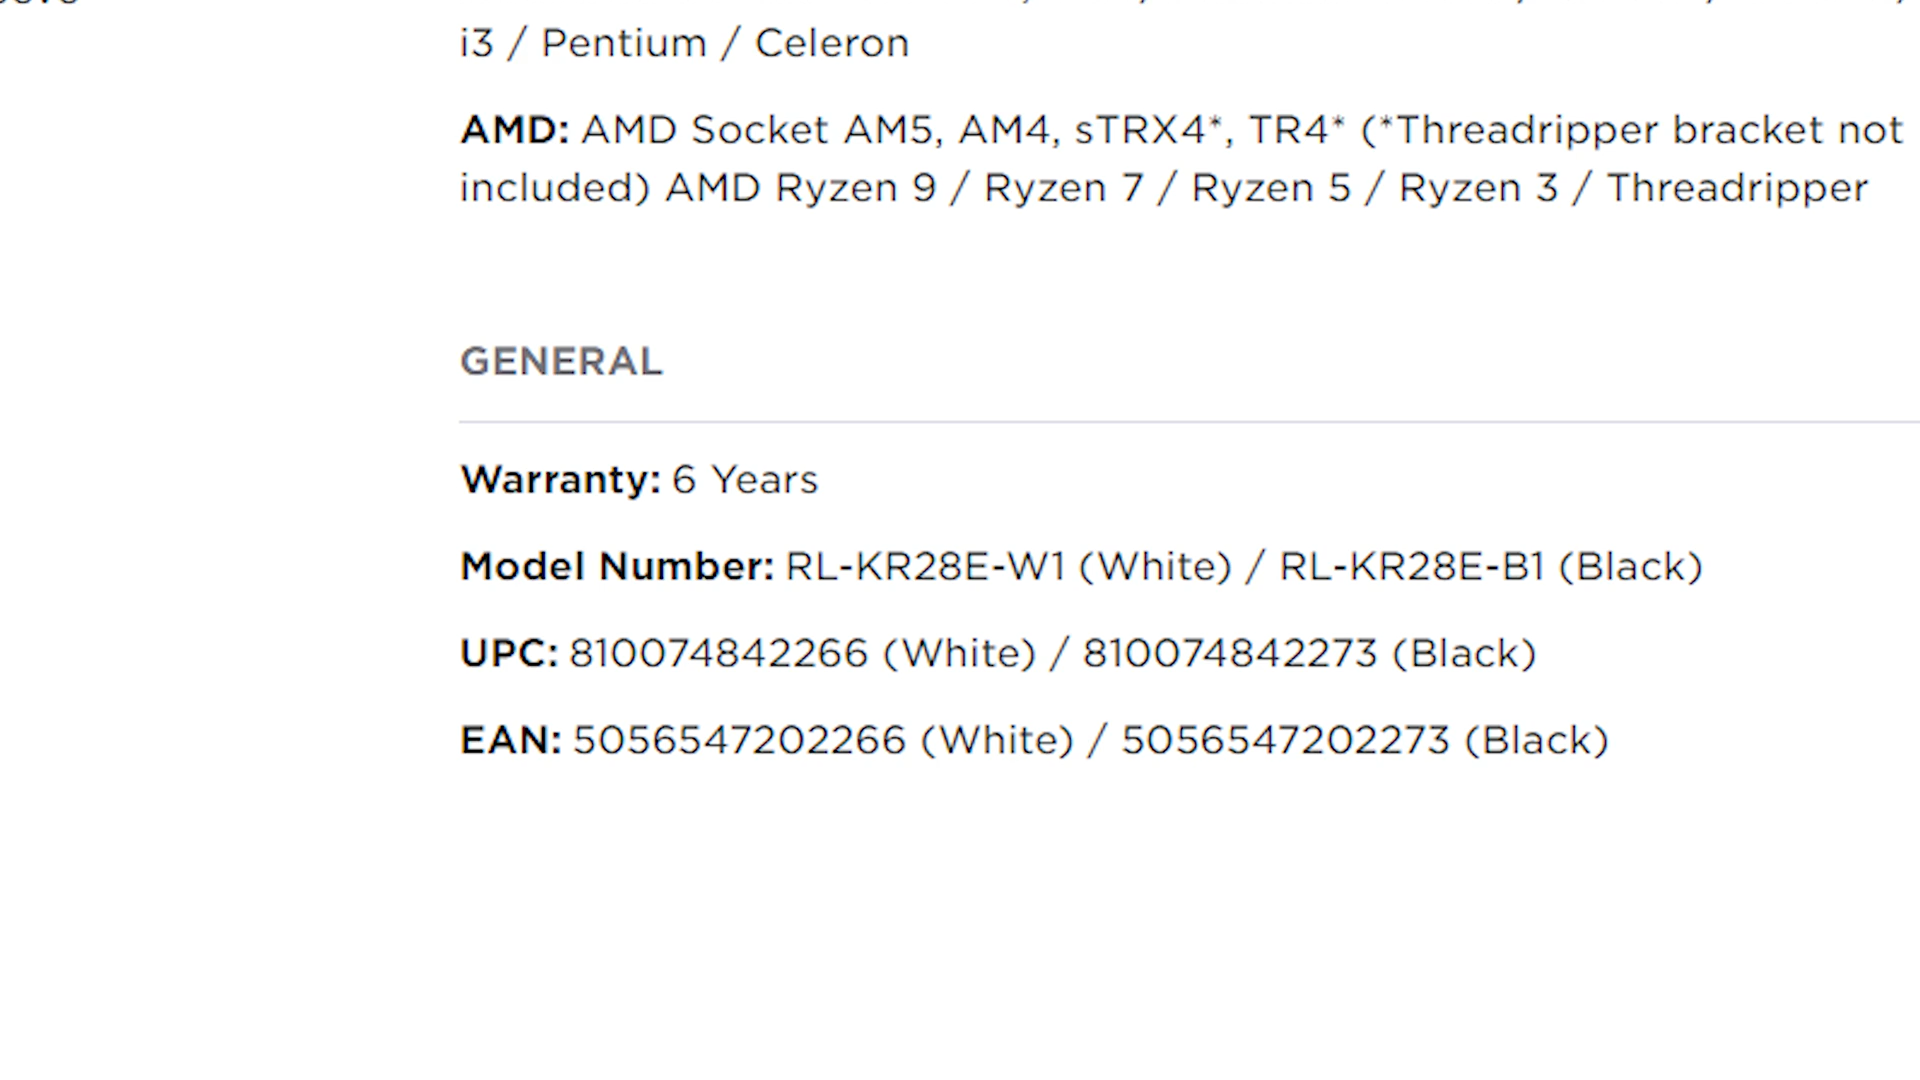 i3 / Pentium / Celeron
AMD: AMD Socket AM5, AM4, sTRX4*, TR4* (*Threadripper bracket not
included) AMD Ryzen 9 / Ryzen 7 / Ryzen 5 / Ryzen 3 / Threadripper
GENERAL
Warranty: 6 Years
Model Number: RL-KR28E-W1 (White) / RL-KR28E-B1 (Black)
UPC: 810074842266 (White) / 810074842273 (Black)
EAN: 5056547202266 (White) / 5056547202273 (Black)